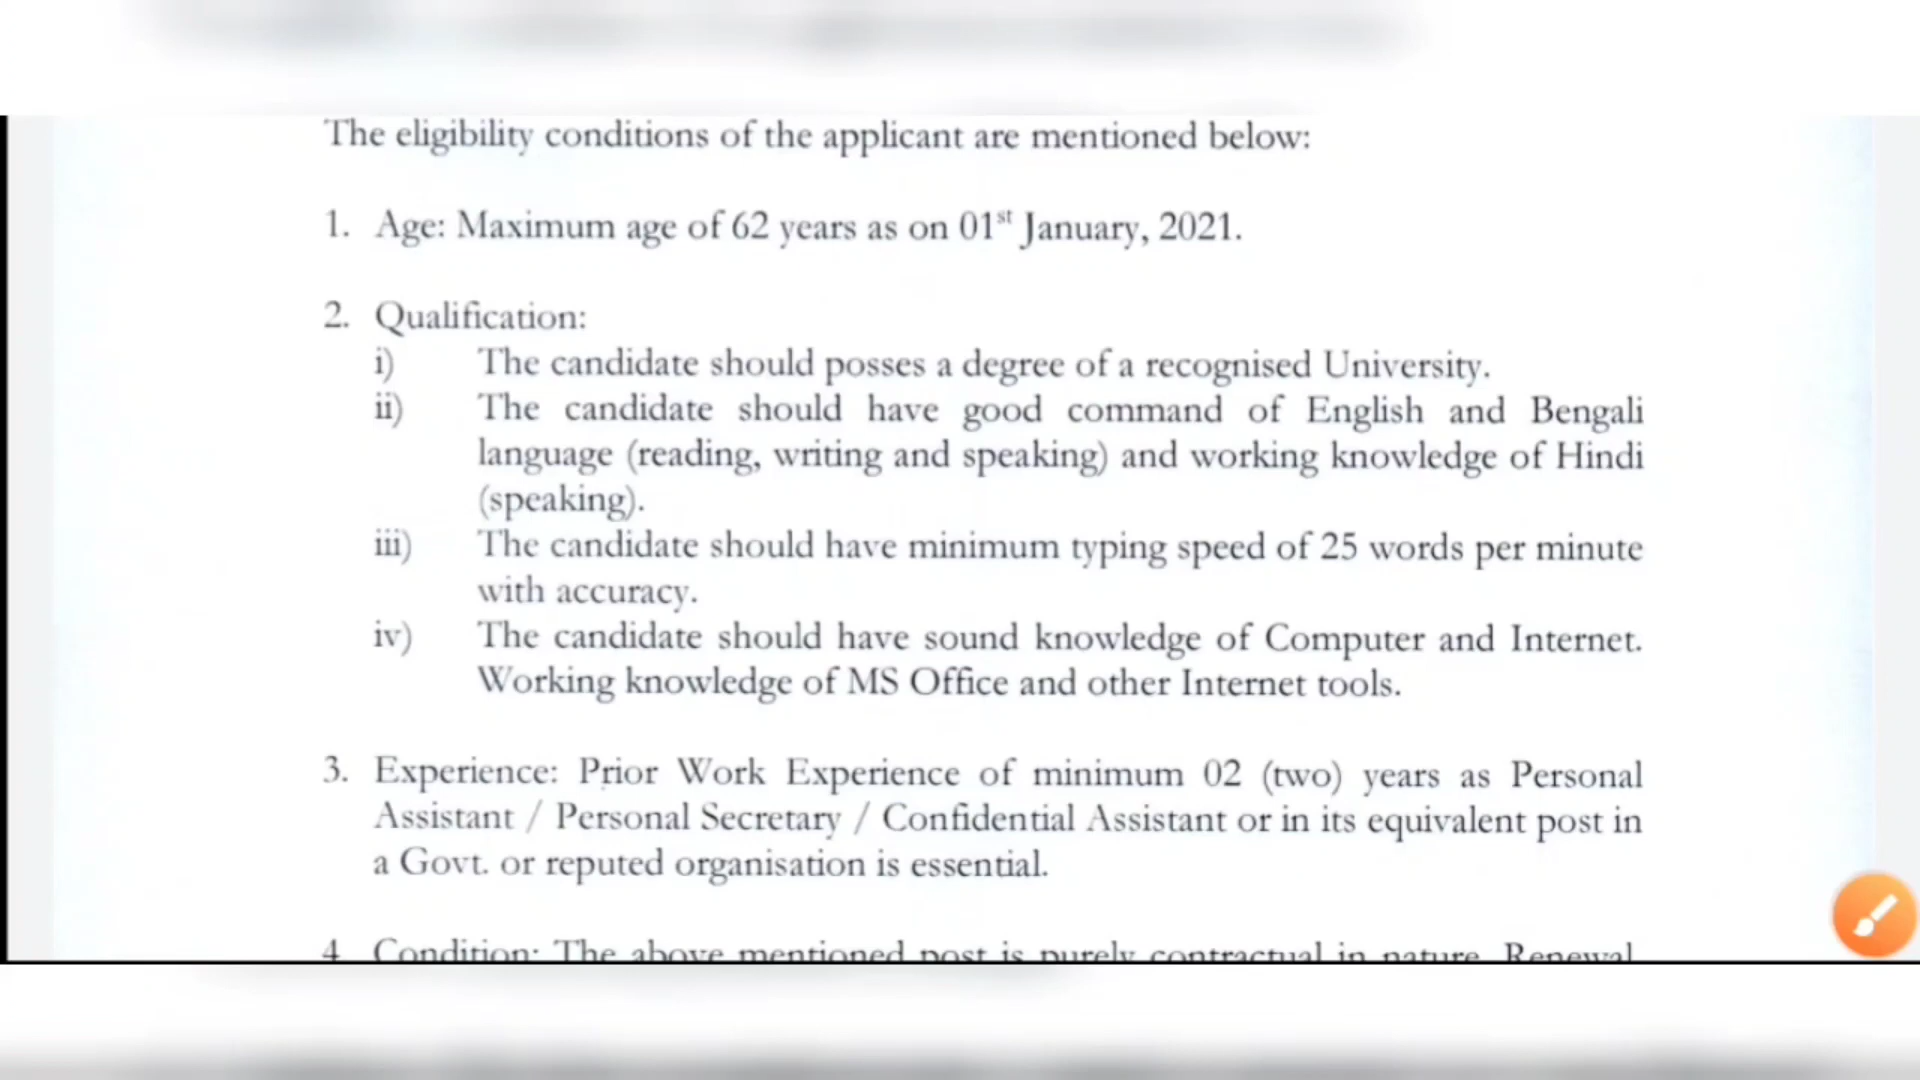 The eligibility conditions of the applicant are mentioned below:
1. Age: Maximum age of 62 years as on 01st January, 2021.
2. Qualification:
i) The candidate should posses a degree of a recognised University.
ii) The candidate should have good command of English and Bengali
language (reading, writing and speaking) and working knowledge of Hindi
(speaking).
iii) The candidate should have minimum typing speed of 25 words per minute
with accuracy.
iv) The candidate should have sound knowledge of Computer and Internet.
Working knowledge of MS Office and other Internet tools.
3. Experience: Prior Work Experience of minimum 02 (two) years as Personal
Assistant / Personal Secretary / Confidential Assistant or in its equivalent post in
a Govt. or reputed organisation is essential.
4 Condition: The above mentioned post is purely contractual in nature. Renewal